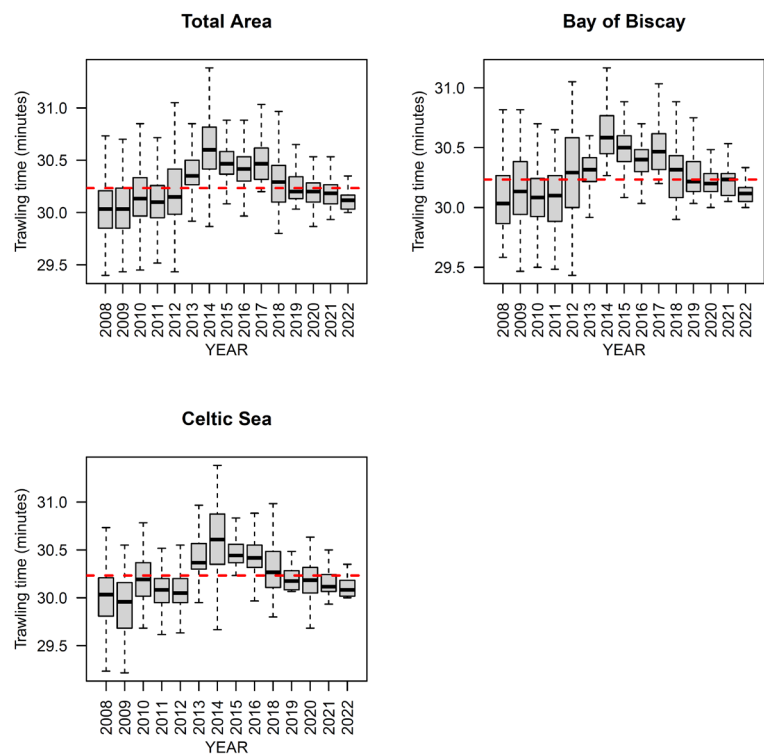 Total Area
Trawling time (minutes)
31.0
30.5
30.0
29.5
2008 2009 2010 2011 2012 2013 2014 2015 2016 2017 2018 2019 2020 2021 2022
YEAR
Bay of Biscay
Trawling time (minutes)
31.0
30.5
30.0
29.5
2008 2009 2010 2011 2012 2013 2014 2015 2016 2017 2018 2019 2020 2021 2022
YEAR
Celtic Sea
Trawling time (minutes)
31.0
30.5
30.0
29.5
2008 2009 2010 2011 2012 2013 2014 2015 2016 2018 2019 2020 2021 2022
YEAR